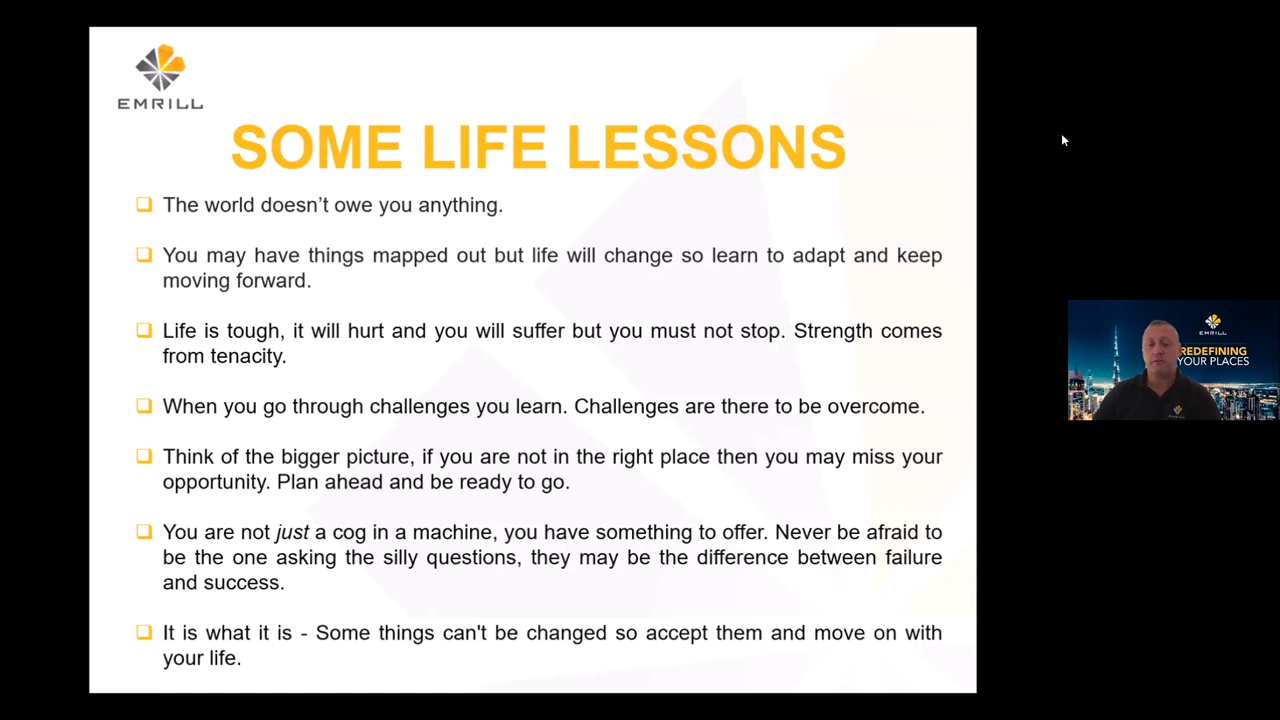 EMRILL
SOME LIFE LESSONS
❑ The world doesn’t owe you anything.
❑ You may have things mapped out but life will change so learn to adapt and keep
moving forward.
❑ Life is tough, it will hurt and you will suffer but you must not stop. Strength comes
from tenacity.
❑ When you go through challenges you learn. Challenges are there to be overcome.
❑ Think of the bigger picture, if you are not in the right place then you may miss your
opportunity. Plan ahead and be ready to go.
❑ You are not just a cog in a machine, you have something to offer. Never be afraid to
be the one asking the silly questions, they may be the difference between failure
and success.
❑ It is what it is - Some things can't be changed so accept them and move on with
your life.
EMRILL
REDEFINING
YOUR PLACES
EMRILL